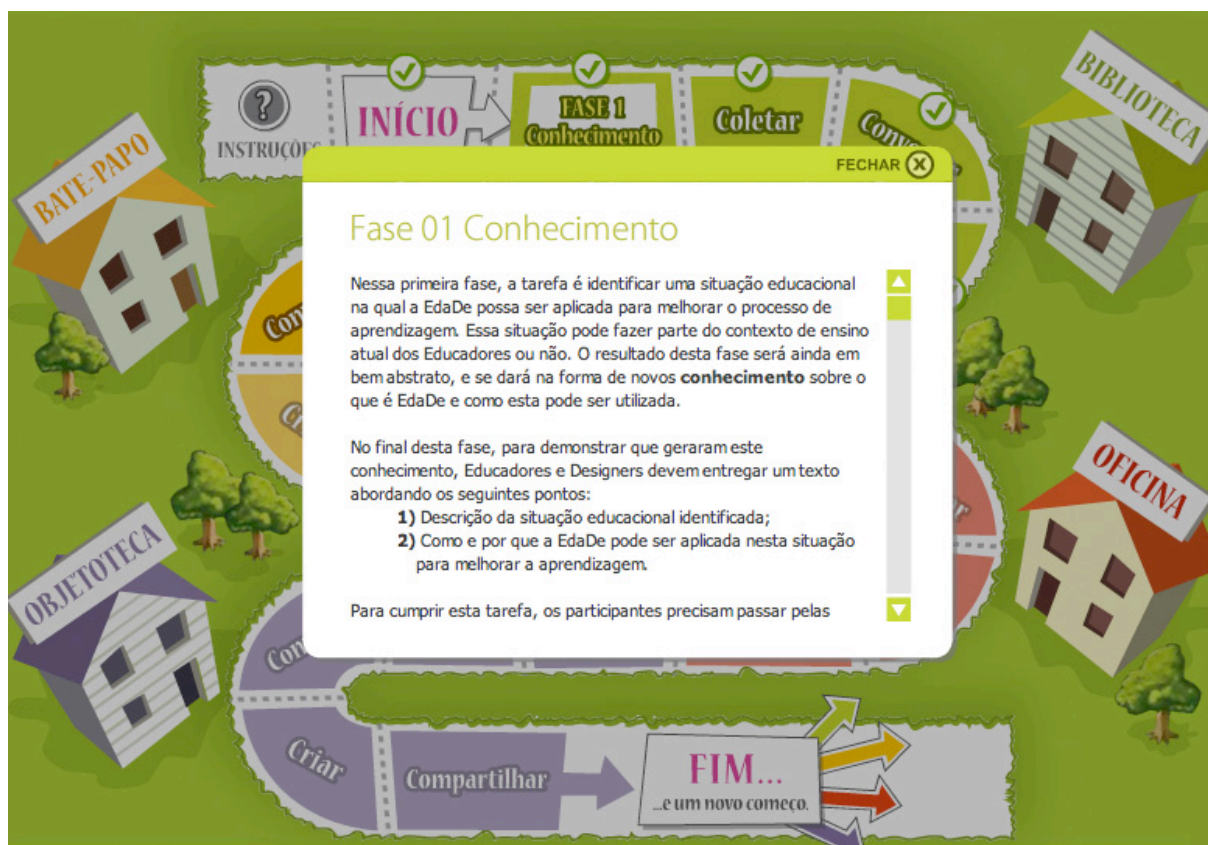 BIBLIOTECA
BATE-PAPO
INSTRUÇÕES
INÍCIO
FASE 1
Conhecimento
Coletar
FECHAR X
Fase 01 Conhecimento
Nessa primeira fase, a tarefa é identificar uma situação educacional
na qual a EdaDe possa ser aplicada para melhorar o processo de
aprendizagem. Essa situação pode fazer parte do contexto de ensino
atual dos Educadores ou não. O resultado desta fase será ainda em
bem abstrato, e se dará na forma de novos conhecimento sobre o
que é EdaDe e como esta pode ser utilizada.
No final desta fase, para demonstrar que geraram este
conhecimento, Educadores e Designers devem entregar um texto
abordando os seguintes pontos:
1) Descrição da situação educacional identificada;
2) Como e por que a EdaDe pode ser aplicada nesta situação
para melhorar a aprendizagem.
Para cumprir esta tarefa, os participantes precisam passar pelas
OFICINA
OBJETOTECA
Criar
Compartilhar
FIM...
...e um novo começo.